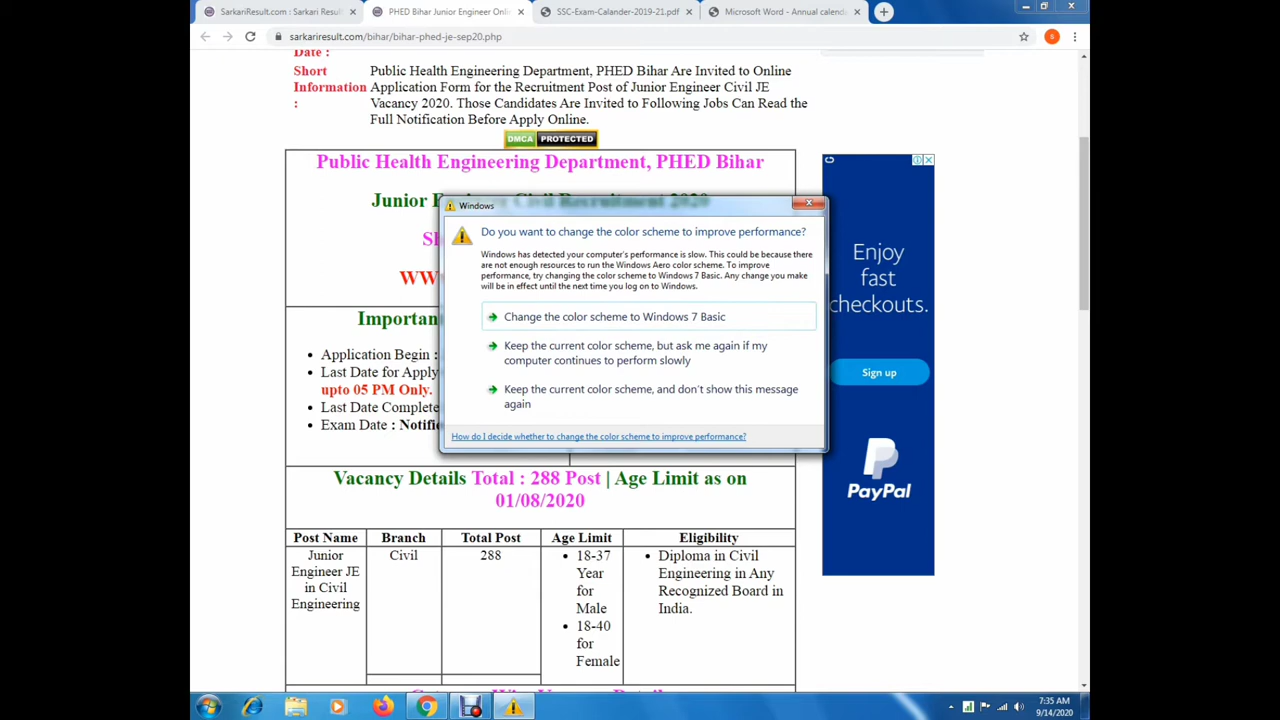 SarkariResult.com : Sarkari Resul
PHED Bihar Junior Engineer Onlin
SSC-Exam-Calander-2019-21.pdf
Microsoft Word - Annual calenda
sarkariresult.com/bihar/bihar-phed-je-sep20.php
S
Date :
Short Information :
Public Health Engineering Department, PHED Bihar Are Invited to Online
Application Form for the Recruitment Post of Junior Engineer Civil JE
Vacancy 2020. Those Candidates Are Invited to Following Jobs Can Read the
Full Notification Before Apply Online.
DMCA PROTECTED
Public Health Engineering Department, PHED Bihar
Junior Engineer Civil Recruitment 2020
WW
Windows
Do you want to change the color scheme to improve performance?
Windows has detected your computer's performance is slow. This could be because there
are not enough resources to run the Windows Aero color scheme. To improve
performance, try changing the color scheme to Windows 7 Basic. Any change you make
will be in effect until the next time you log on to Windows.
Change the color scheme to Windows 7 Basic
Keep the current color scheme, but ask me again if my
computer continues to perform slowly
Keep the current color scheme, and don't show this message
again
How do I decide whether to change the color scheme to improve performance?
Importan
Application Begin :
Last Date for Apply
upto 05 PM Only.
Last Date Complete
Exam Date : Notifi
Vacancy Details Total : 288 Post | Age Limit as on
01/08/2020
Post Name Branch Total Post Age Limit Eligibility
Junior
Engineer JE
in Civil
Engineering
Civil
288
18-37
Year
for
Male
18-40
for
Female
Diploma in Civil
Engineering in Any
Recognized Board in
India.
Enjoy
fast
checkouts.
Sign up
PayPal
7:35 AM
9/14/2020